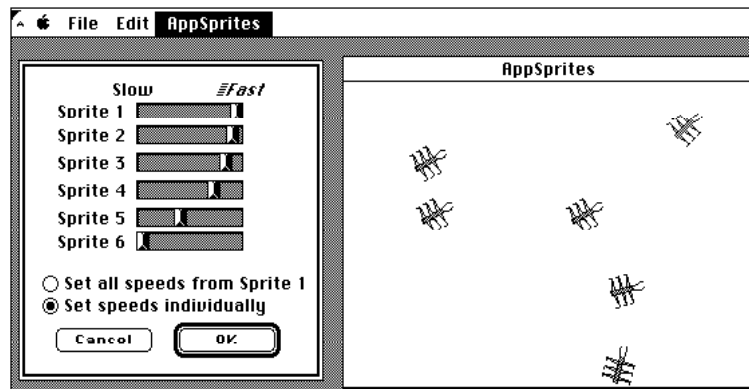 File Edit AppSprites
AppSprites
Slow Fast
Sprite 1
Sprite 2
Sprite 3
Sprite 4
Sprite 5
Sprite 6
Set all speeds from Sprite 1
Set speeds individually
Cancel OK